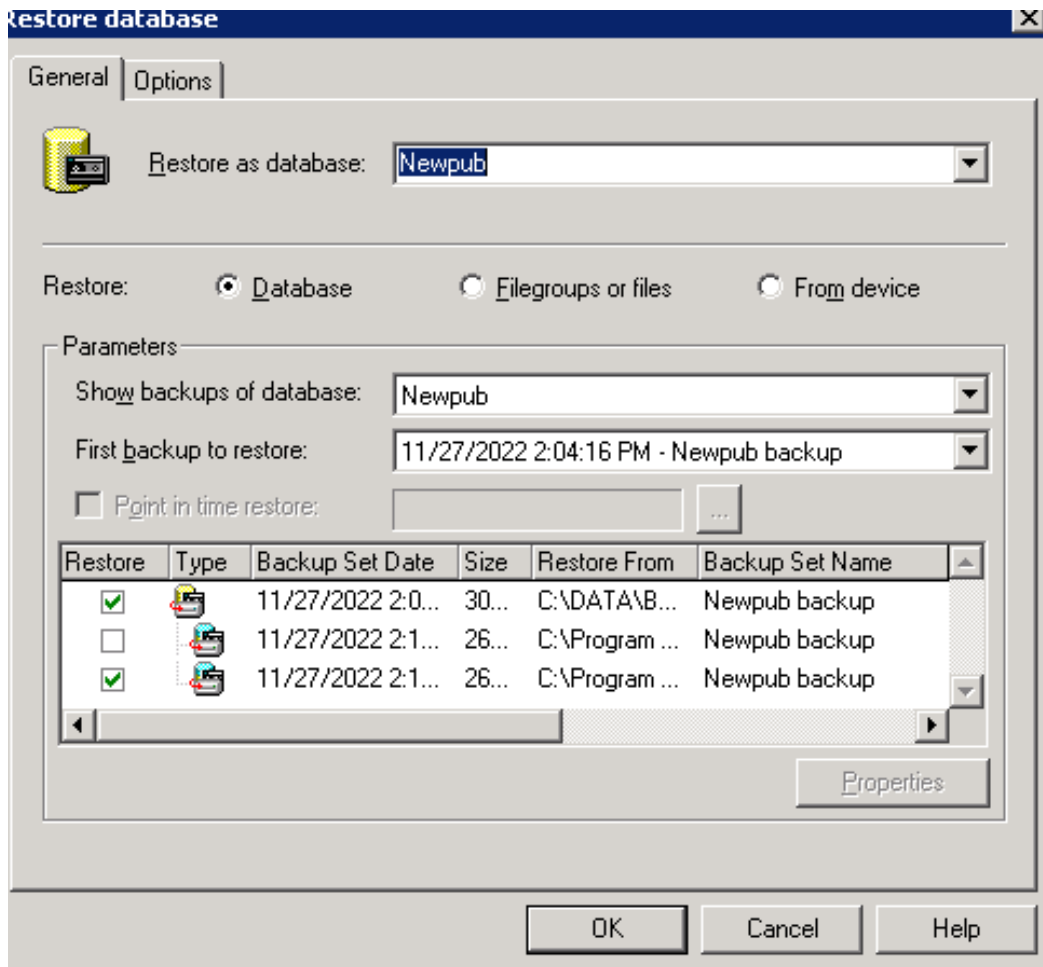 Restore database
General Options
Restore as database: Newpub
Restore: Database Filegroups or files From device
Parameters
Show backups of database: Newpub
First backup to restore: 11/27/2022 2:04:16 PM - Newpub backup
Point in time restore: ...
Restore Type Backup Set Date Size Restore From Backup Set Name
11/27/2022 2:0... 30... C:\DATA\B... Newpub backup
11/27/2022 2:1... 26... C:\Program ... Newpub backup
11/27/2022 2:1... 26... C:\Program ... Newpub backup
Properties
OK Cancel Help